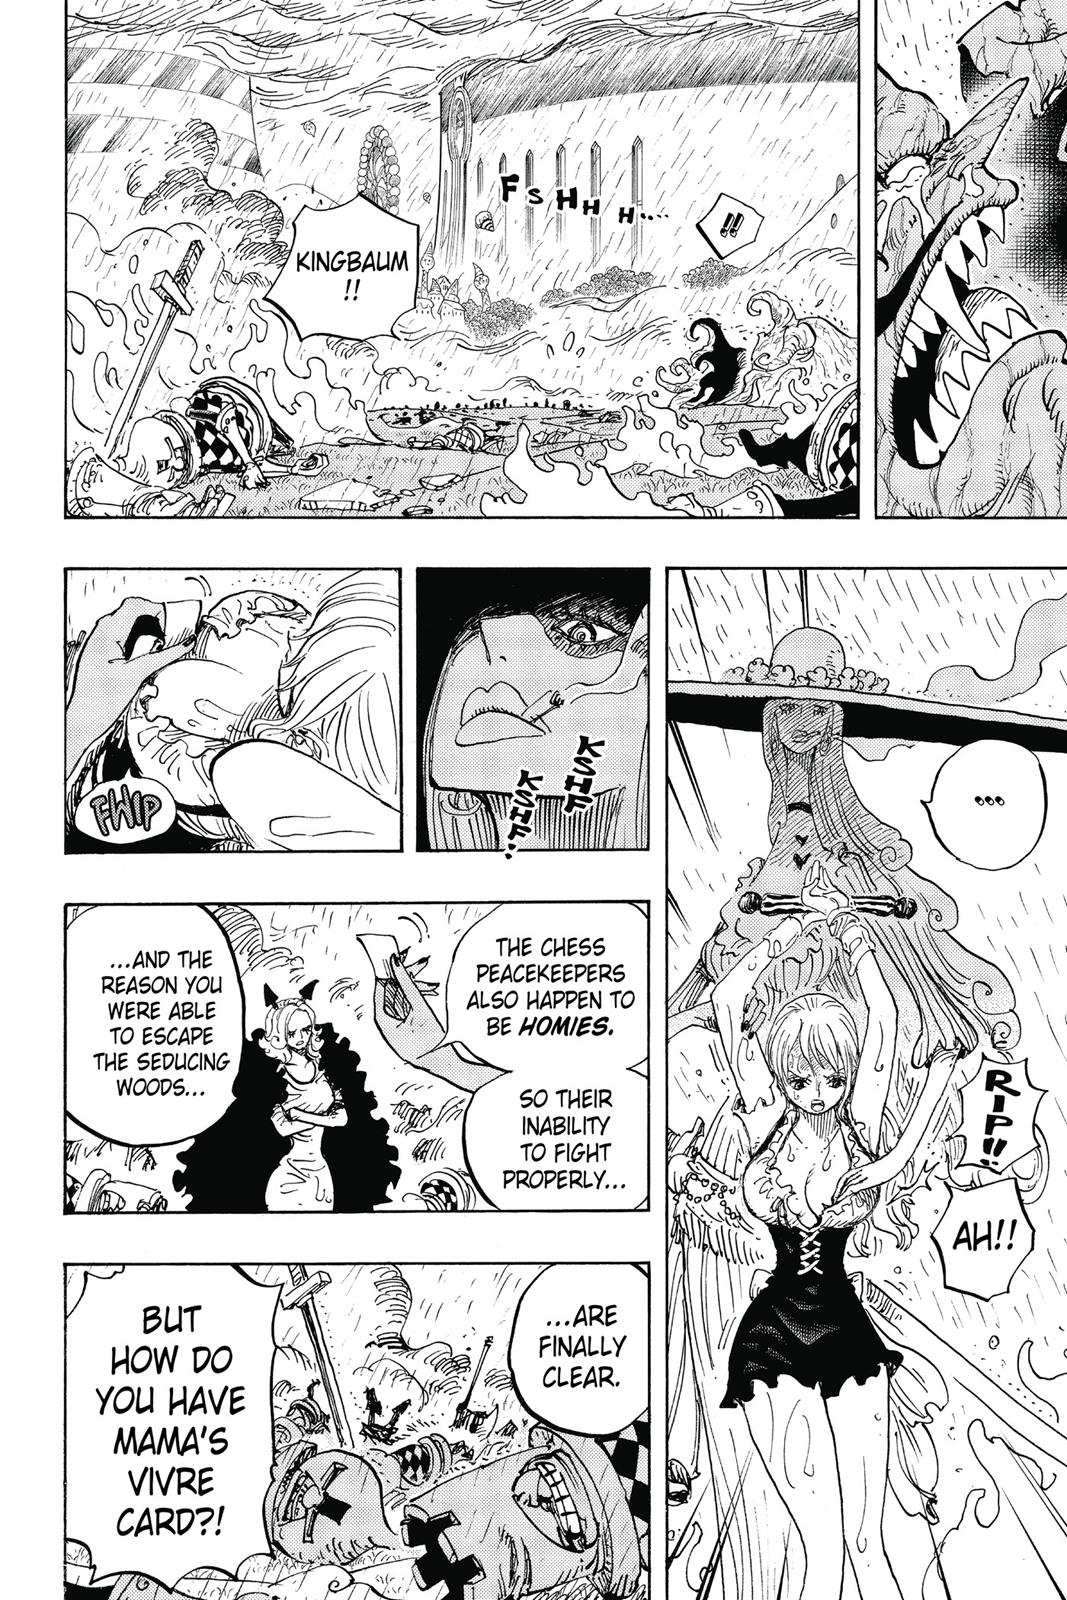 !!
FSHHH....
KINGBAUM
!!
...
RIP!!
AH!!
KSHF
KSHF!
FWIP
THE CHESS
PEACEKEEPERS
ALSO HAPPEN TO
BE HOMIES.
SO THEIR
INABILITY
TO FIGHT
PROPERLY...
...AND THE
REASON YOU
WERE ABLE
TO ESCAPE
THE SEDUCING
WOODS...
...ARE
FINALLY
CLEAR.
BUT
HOW DO
YOU HAVE
MAMA'S
VIVRE
CARD?!